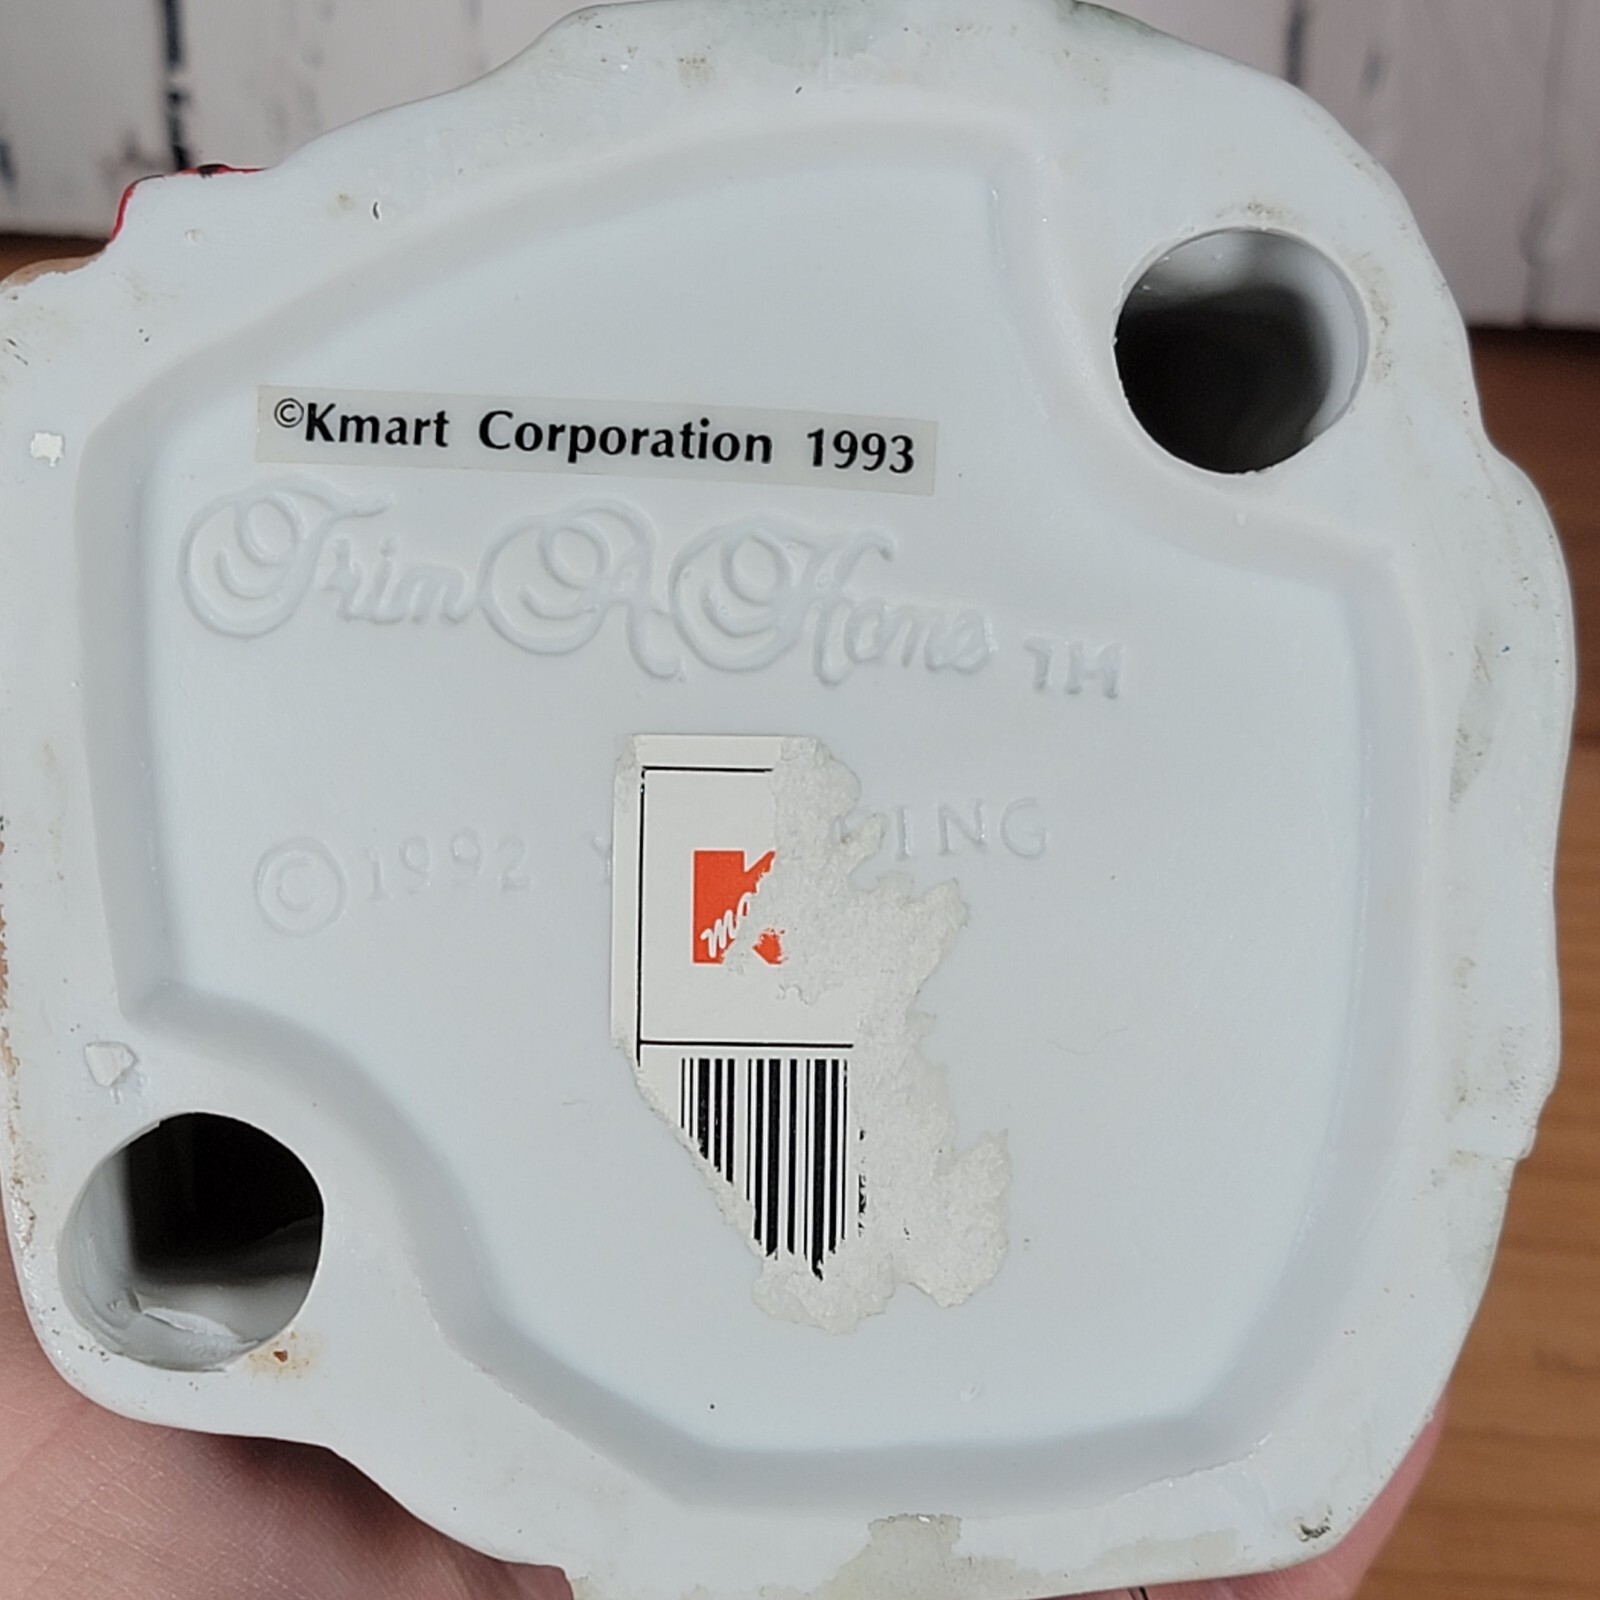 ©Kmart Corporation 1993
Trim A Home TM
©1992
K